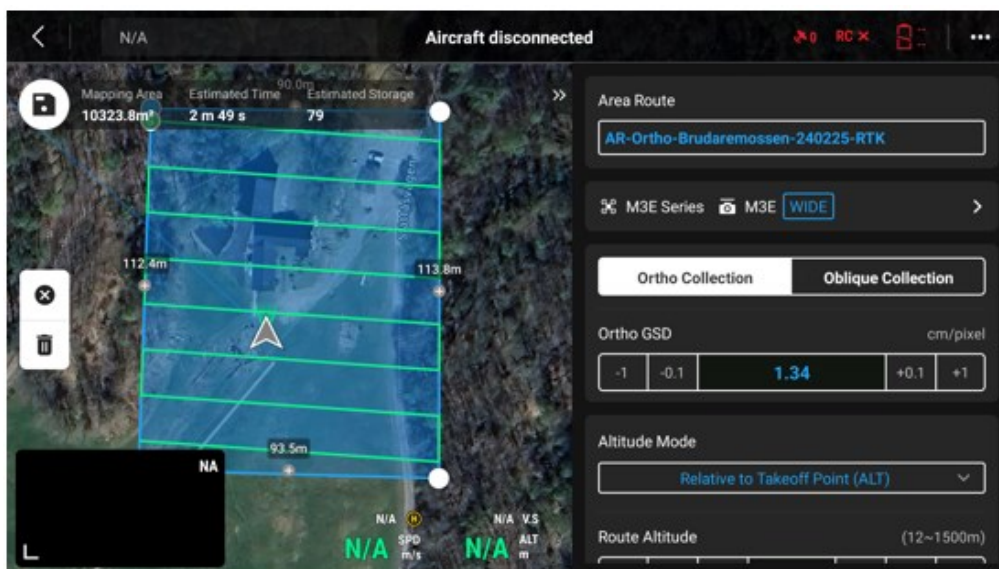 N/A
Aircraft disconnected
0
RC
Mapping Area
10323.8m²
Estimated Time
2 m 49 s
Estimated Storage
79
90.0m
112.4m
113.8m
93.5m
NA
N/A H
N/A SPD m/s
N/A V.S
N/A ALT m
Area Route
AR-Ortho-Brudaremossen-240225-RTK
M3E Series M3E WIDE
Ortho Collection Oblique Collection
Ortho GSD cm/pixel
-1 -0.1 1.34 +0.1 +1
Altitude Mode
Relative to Takeoff Point (ALT)
Route Altitude (12~1500m)